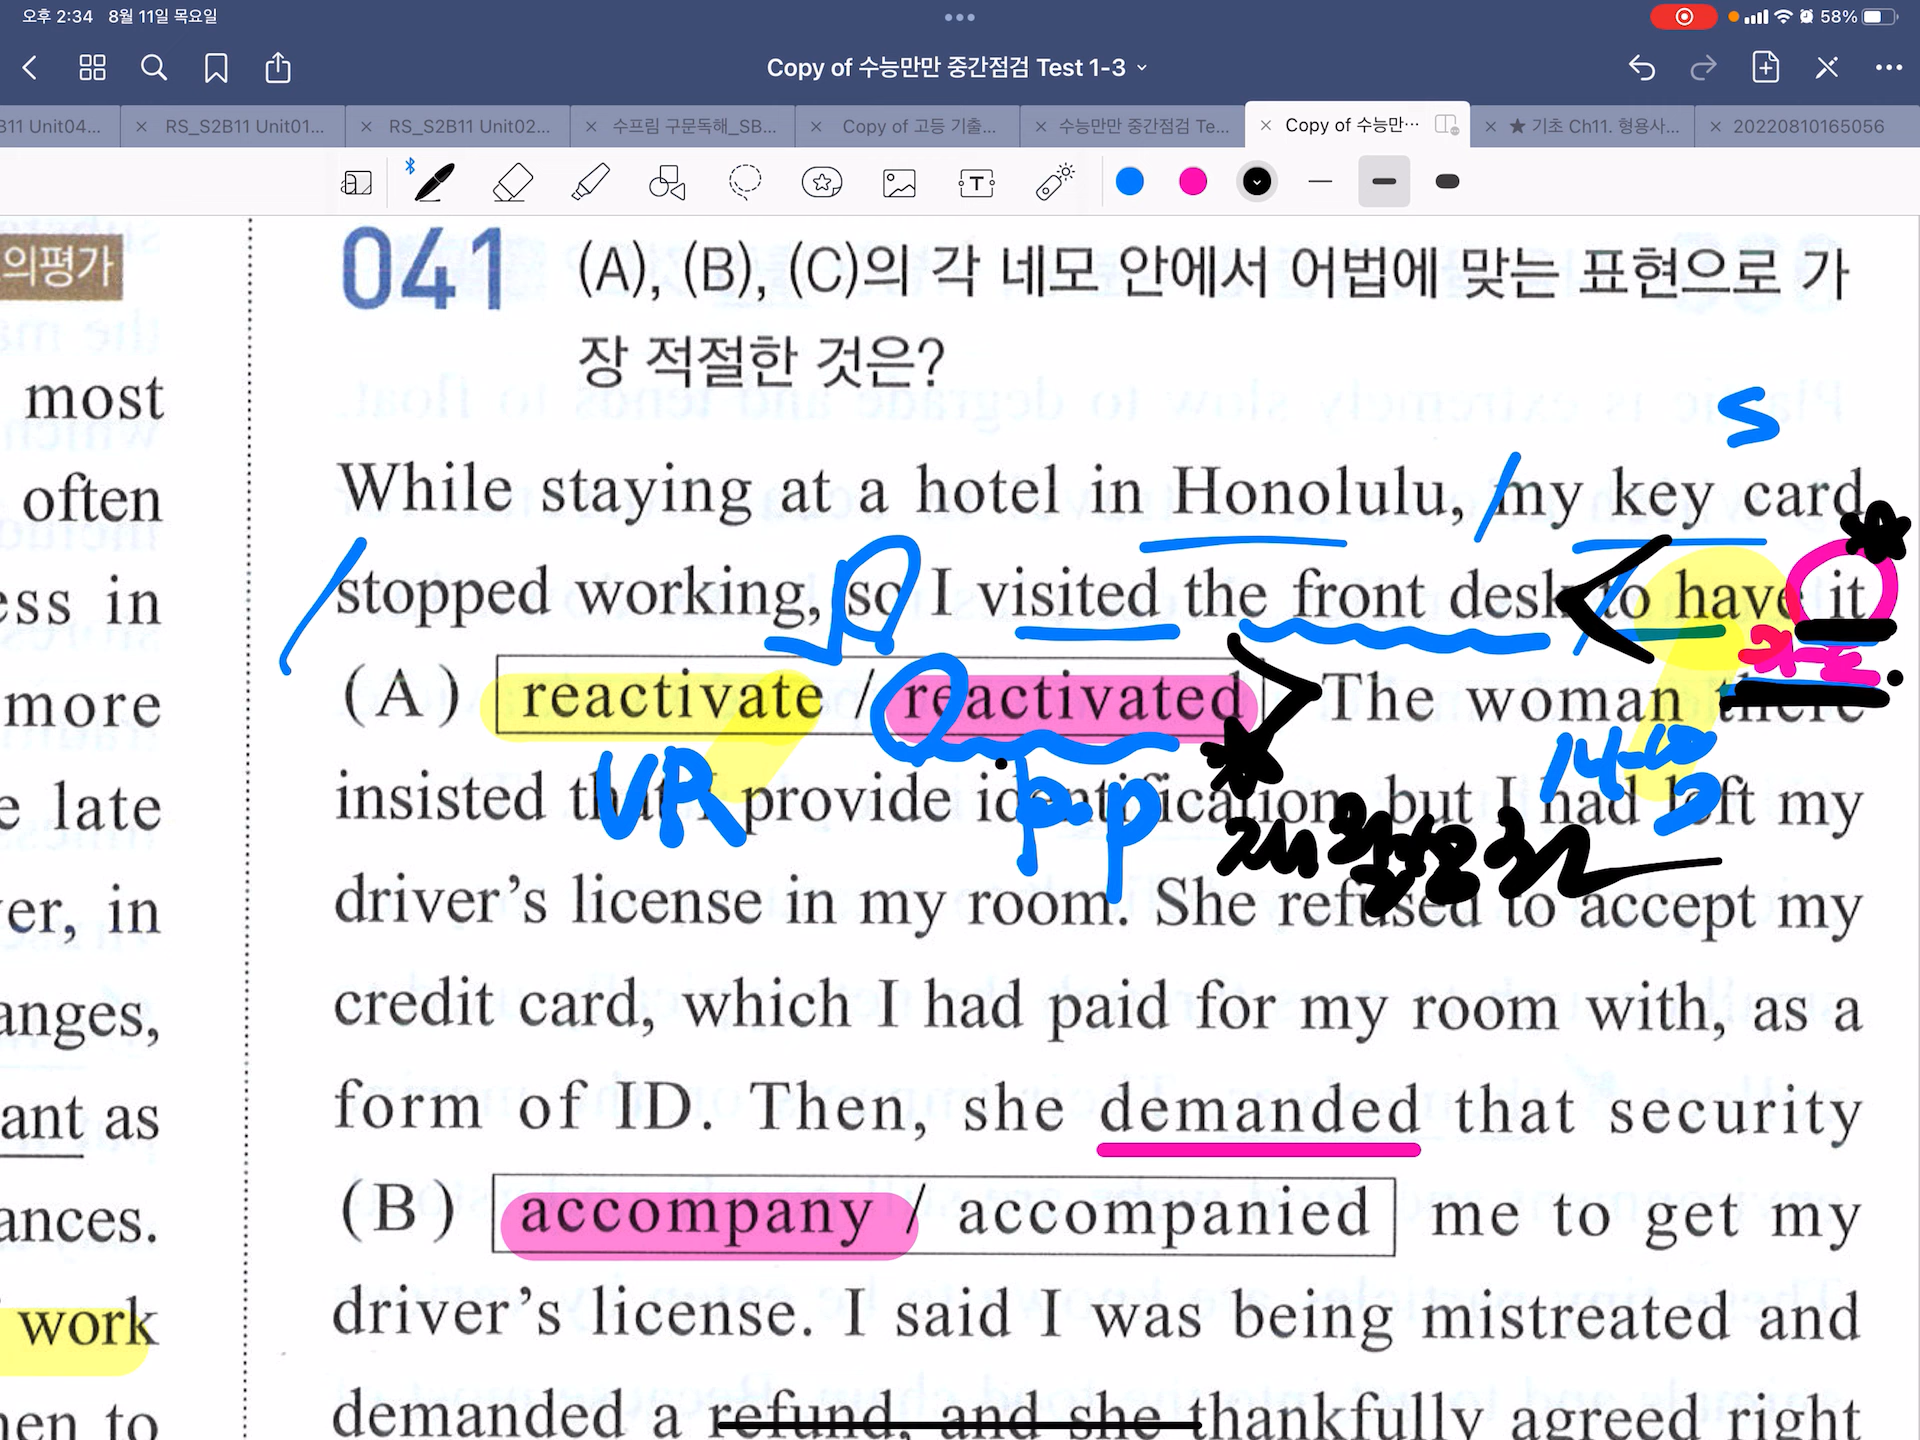 오후 2:34 8월 11일 목요일
58%
Copy of 수능만만 중간점검 Test 1-3
B11 Unit04... RS_S2B11 Unit01... RS_S2B11 Unit02... 수프림 구문독해_SB... Copy of 고등 기출... 수능만만 중간점검 Te... Copy of 수능만... ★ 기초 Ch11. 형용사... 20220810165056
의평가
most
often
ess in
more
e late
er, in
anges,
ant as
ances.
work
nen to
041 (A), (B), (C)의 각 네모 안에서 어법에 맞는 표현으로 가
장 적절한 것은?
S
While staying at a hotel in Honolulu, my key card
stopped working, so I visited the front desk to have it
(A) reactivate / reactivated. The woman there
VR p.p
insisted that I provide identification, but I had left my
driver's license in my room. She refused to accept my
credit card, which I had paid for my room with, as a
form of ID. Then, she demanded that security
(B) accompany / accompanied me to get my
driver's license. I said I was being mistreated and
demanded a refund, and she thankfully agreed right